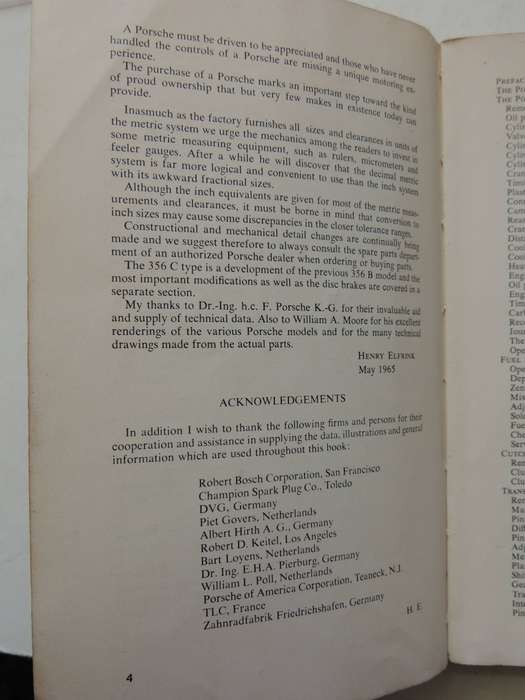 A Porsche must be driven to be appreciated and those who have never
handled the controls of a Porsche are missing a unique motoring ex-
perience.
The purchase of a Porsche marks an important step toward the kind
of proud ownership that but very few makes in existence today can
provide.
Inasmuch as the factory furnishes all sizes and clearances in units of
the metric system we urge the mechanics among the readers to invest in
some metric measuring equipment, such as rulers, micrometers and
feeler gauges. After a while he will discover that the decimal metric
system is far more logical and convenient to use than the inch system
with its awkward fractional sizes.
Although the inch equivalents are given for most of the metric meas-
urements and clearances, it must be borne in mind that conversion to
inch sizes may cause some discrepancies in the closer tolerance ranges.
Constructional and mechanical detail changes are continually being
made and we suggest therefore to always consult the spare parts depart-
ment of an authorized Porsche dealer when ordering or buying parts.
The 356 C type is a development of the previous 356 B model and the
most important modifications as well as the disc brakes are covered in a
separate section.
My thanks to Dr.-Ing. h.c. F. Porsche K.-G. for their invaluable aid
and supply of technical data. Also to William A. Moore for his excellent
renderings of the various Porsche models and for the many technical
drawings made from the actual parts.
HENRY ELFRINK
May 1965
ACKNOWLEDGEMENTS
In addition I wish to thank the following firms and persons for their
cooperation and assistance in supplying the data, illustrations and general
information which are used throughout this book:
Robert Bosch Corporation, San Francisco
Champion Spark Plug Co., Toledo
DVG, Germany
Piet Govers, Netherlands
Albert Hirth A. G., Germany
Robert D. Keitel, Los Angeles
Bart Loyens, Netherlands
Dr. Ing. E.H.A. Pierburg, Germany
William L. Poll, Netherlands
Porsche of America Corporation, Teaneck, N.J.
TLC, France
Zahnradfabrik Friedrichshafen, Germany
H. E.
4
THE PO
THE PO
Oil p
Oil p
FUEL